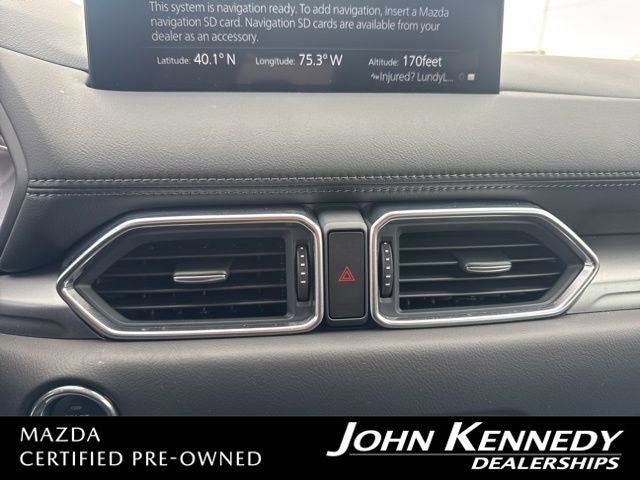 This system is navigation ready. To add navigation, insert a Mazda
navigation SD card. Navigation SD cards are available from your
dealer as an accessory.
Latitude: 40.1° N Longitude: 75.3° W Altitude: 170feet
Injured? LundyL...
MAZDA
CERTIFIED PRE-OWNED
JOHN KENNEDY
DEALERSHIPS